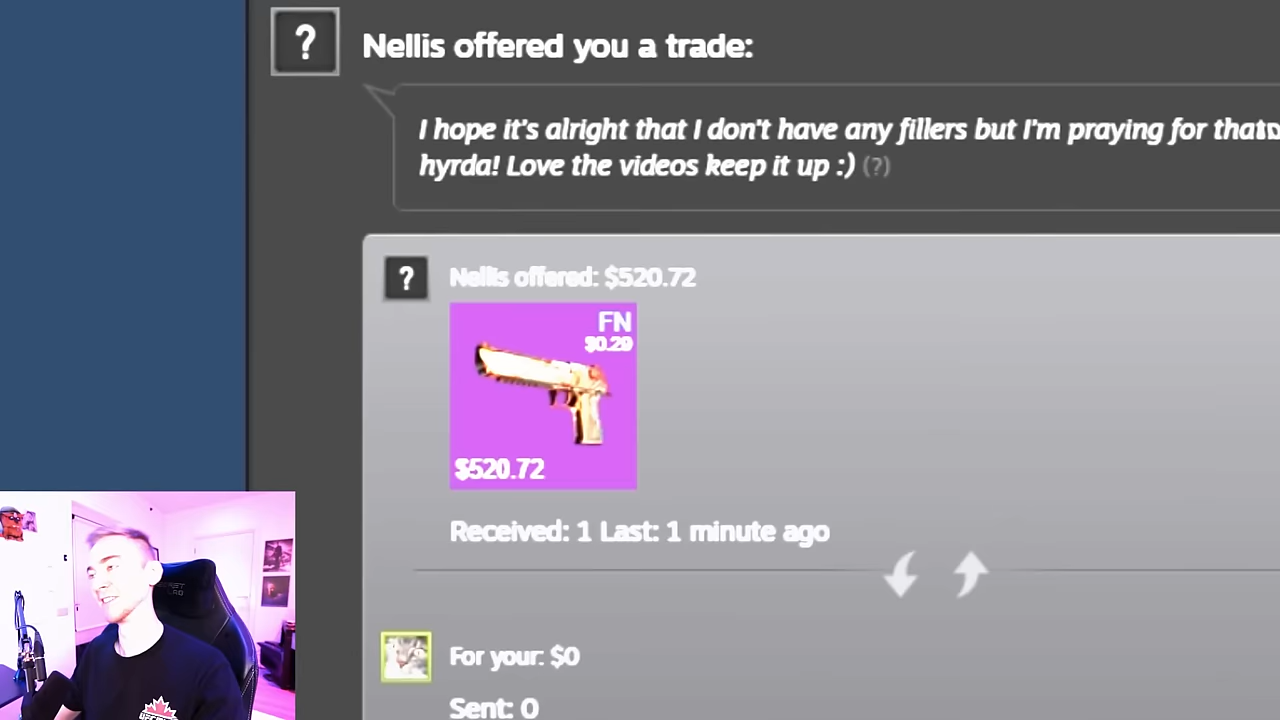 ?
Nellis offered you a trade:
I hope it's alright that I don't have any fillers but I'm praying for that
hyrda! Love the videos keep it up :) (?)
?
Nellis offered: $520.72
FN
$0.29
$520.72
Received: 1 Last: 1 minute ago
For your: $0
Sent: 0